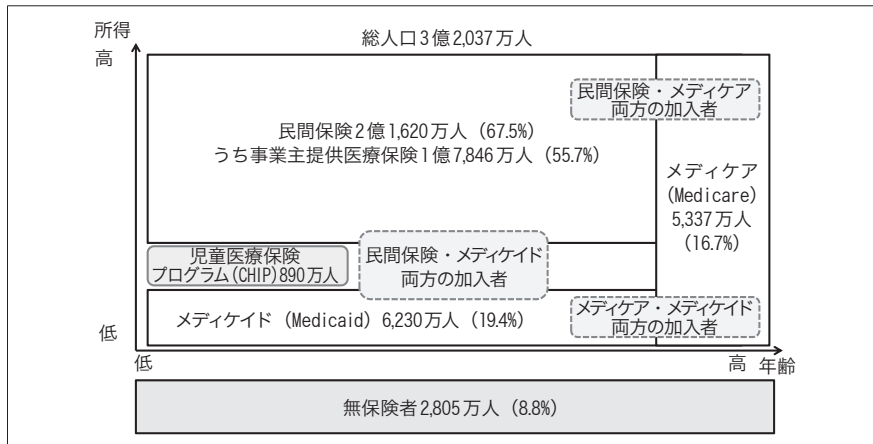 所得
高
総人口3億2,037万人
民間保険・メディケア
両方の加入者
民間保険2億1,620万人（67.5%）
うち事業主提供医療保険1億7,846万人（55.7%）
メディケア
(Medicare)
5,337万人
（16.7%）
児童医療保険
プログラム(CHIP)890万人
民間保険・メディケイド
両方の加入者
メディケイド（Medicaid）6,230万人（19.4%）
メディケア・メディケイド
両方の加入者
低
低
高
年齢
無保険者2,805万人（8.8%）